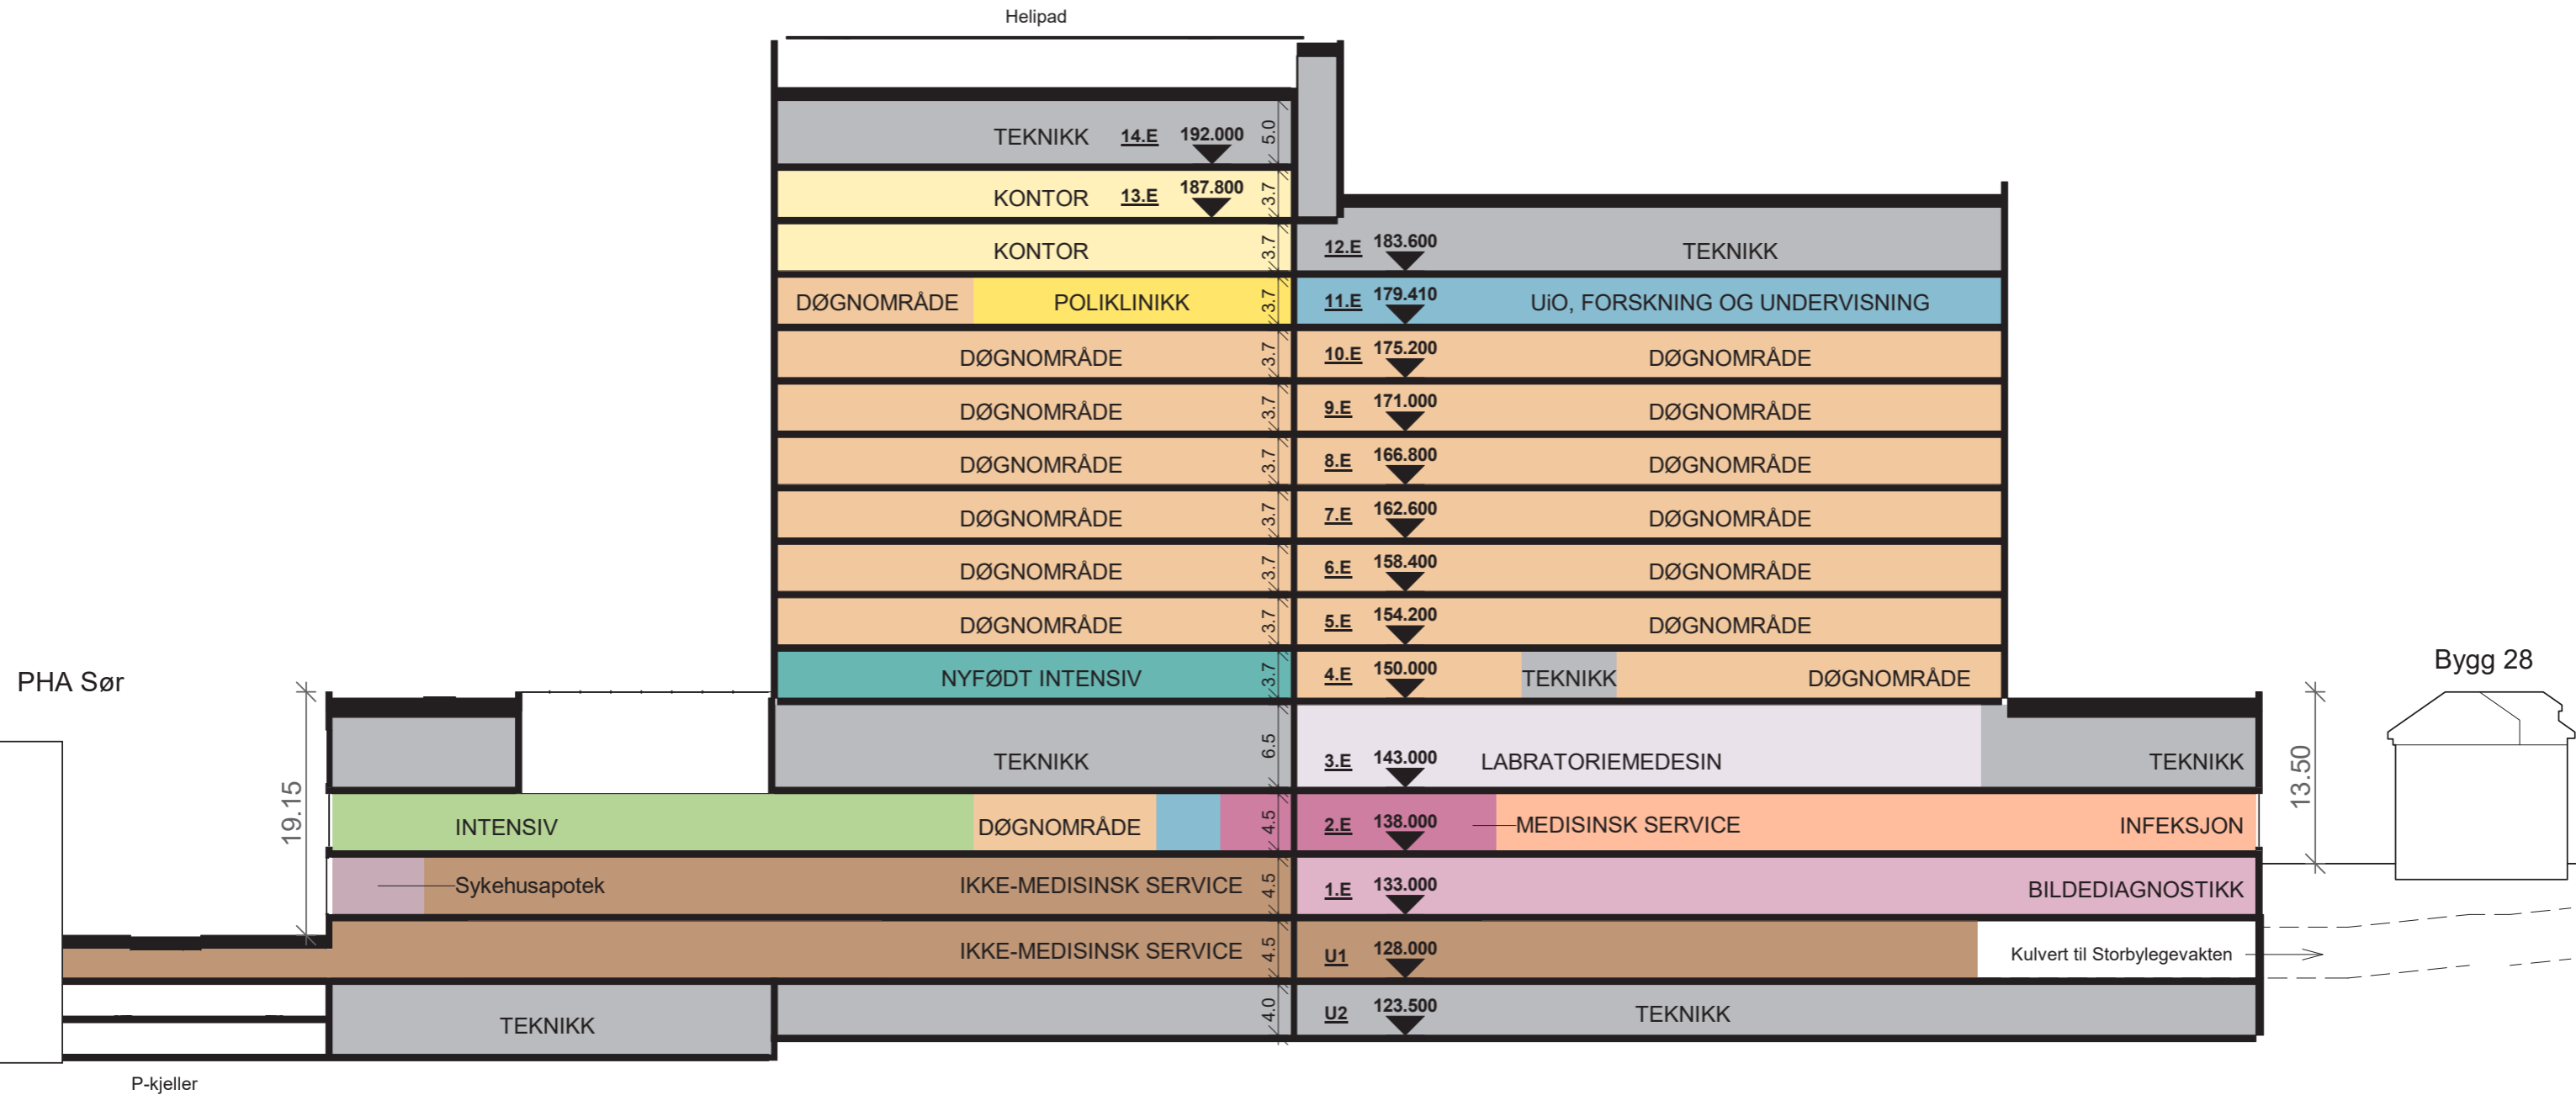 Helipad
TEKNIKK 14.E 192.000 5.0
KONTOR 13.E 187.800 3.7
KONTOR 3.7 12.E 183.600 TEKNIKK
DØGNOMRÅDE POLIKLINIKK 3.7 11.E 179.410 UiO, FORSKNING OG UNDERVISNING
DØGNOMRÅDE 3.7 10.E 175.200 DØGNOMRÅDE
DØGNOMRÅDE 3.7 9.E 171.000 DØGNOMRÅDE
DØGNOMRÅDE 3.7 8.E 166.800 DØGNOMRÅDE
DØGNOMRÅDE 3.7 7.E 162.600 DØGNOMRÅDE
DØGNOMRÅDE 3.7 6.E 158.400 DØGNOMRÅDE
DØGNOMRÅDE 3.7 5.E 154.200 DØGNOMRÅDE
PHA Sør
Bygg 28
NYFØDT INTENSIV 3.7 4.E 150.000 TEKNIKK DØGNOMRÅDE
TEKNIKK 6.5 3.E 143.000 LABRATORIEMEDESIN TEKNIKK
19.15
13.50
INTENSIV DØGNOMRÅDE 4.5 2.E 138.000 MEDISINSK SERVICE INFEKSJON
Sykehusapotek IKKE-MEDISINSK SERVICE 4.5 1.E 133.000 BILDEDIAGNOSTIKK
IKKE-MEDISINSK SERVICE 4.5 U1 128.000 Kulvert til Storbylegevakten
TEKNIKK 4.0 U2 123.500 TEKNIKK
P-kjeller